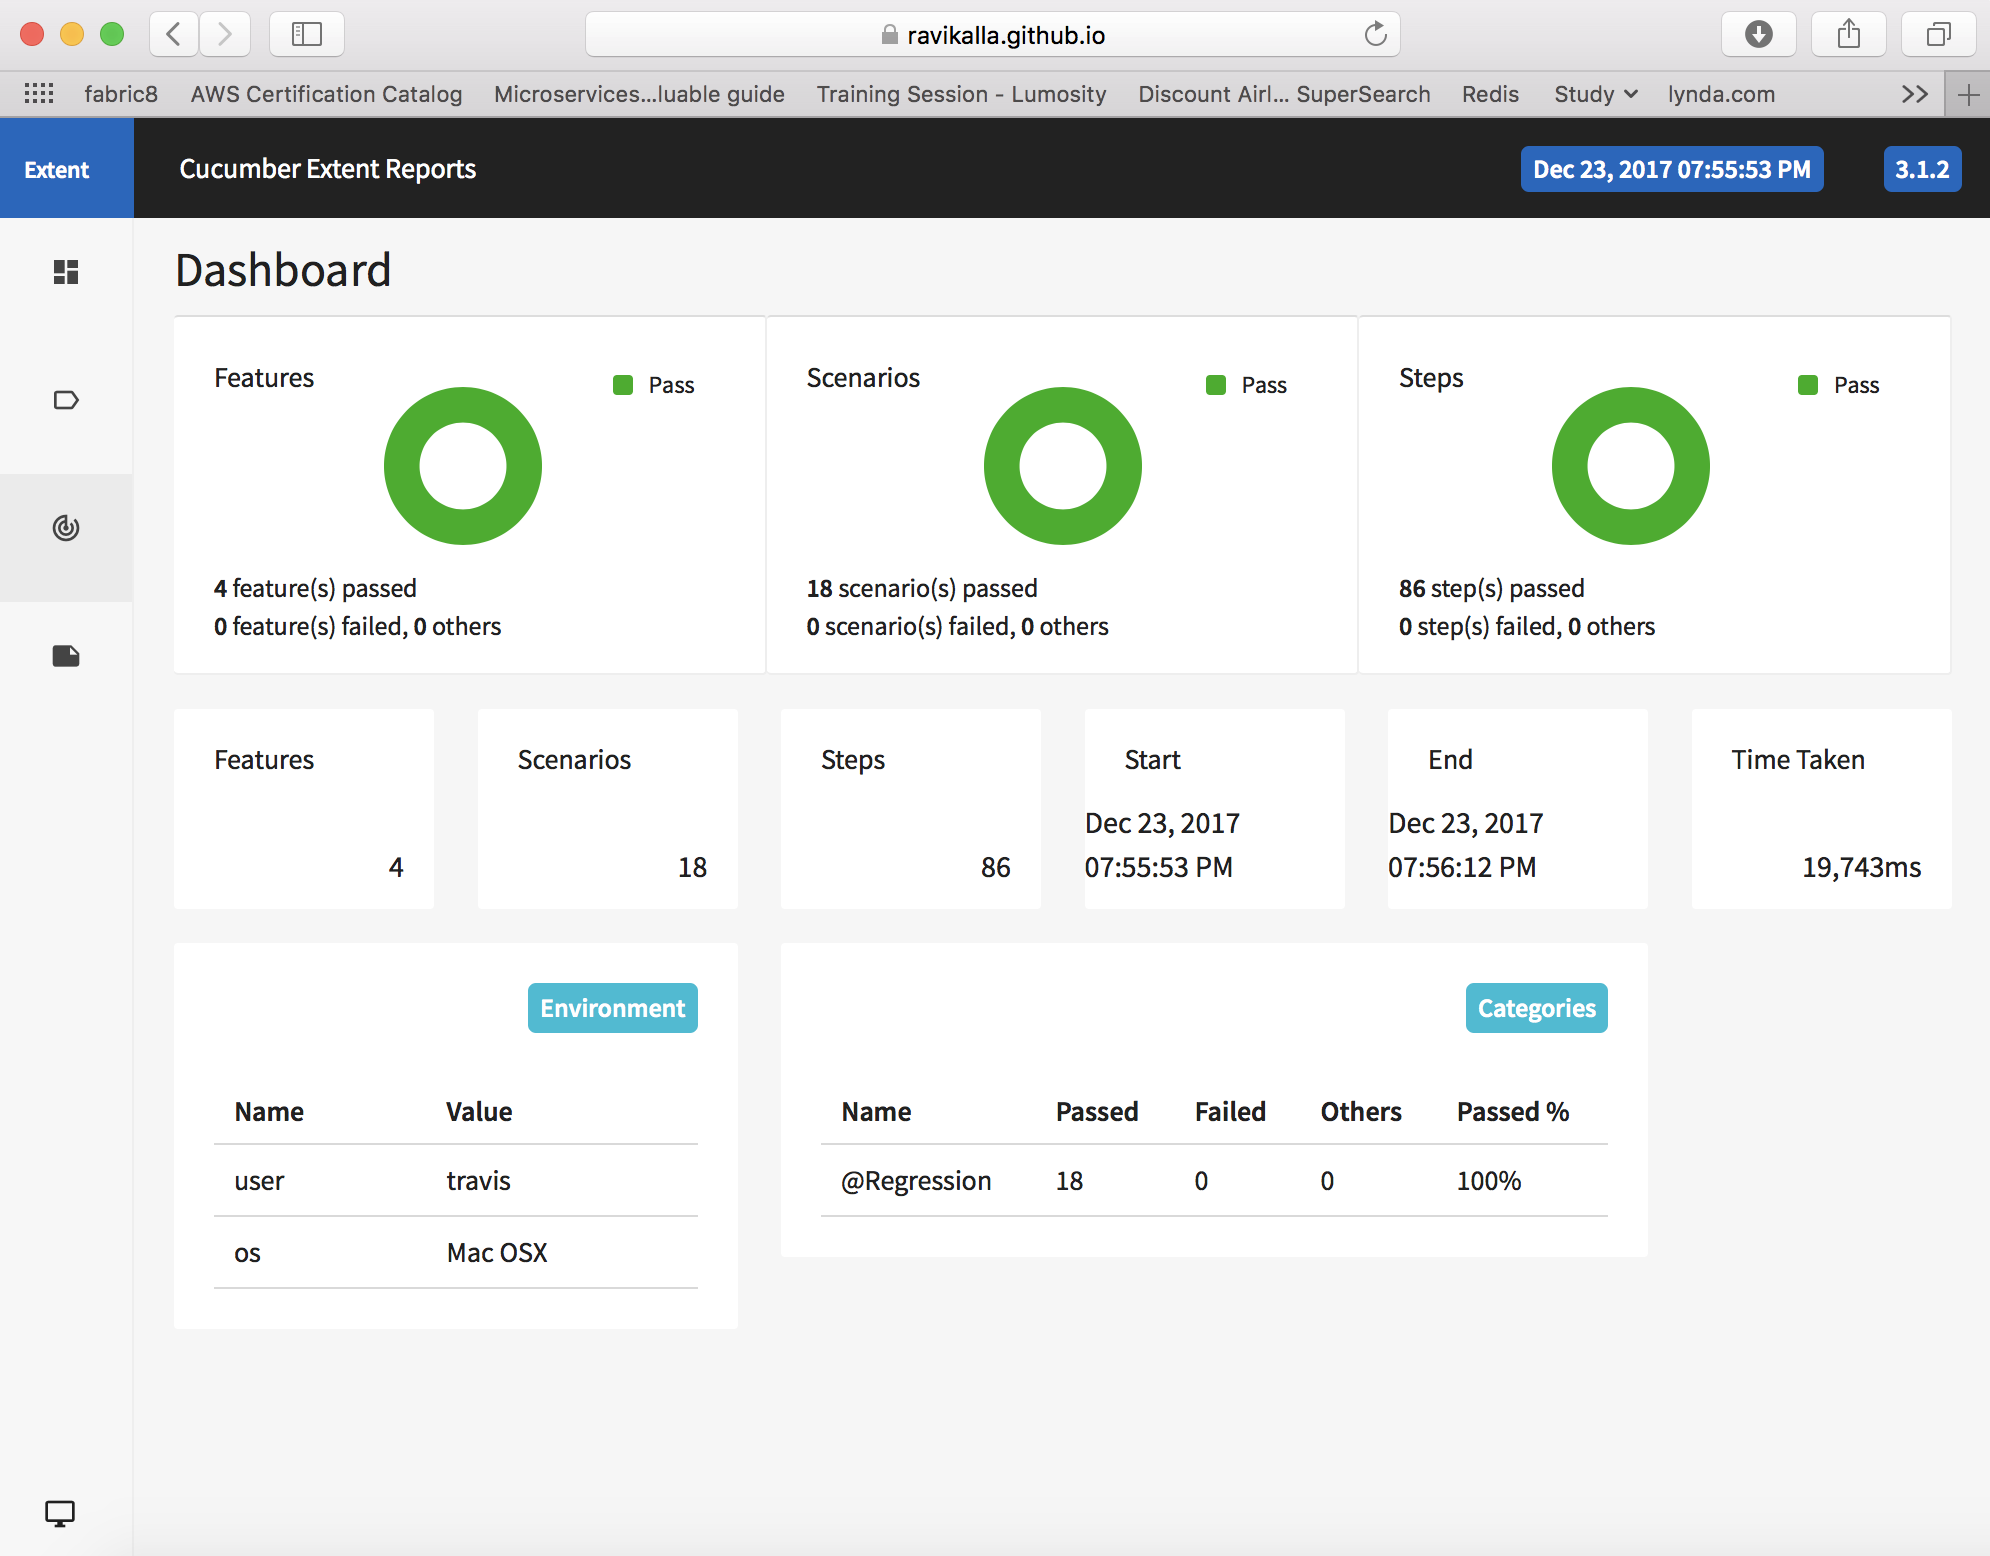 ravikalla.github.io
fabric8 AWS Certification Catalog Microservices...luable guide Training Session - Lumosity Discount Airl... SuperSearch Redis Study lynda.com
Extent Cucumber Extent Reports Dec 23, 2017 07:55:53 PM 3.1.2
Dashboard
Features Pass Scenarios Pass Steps Pass
4 feature(s) passed 18 scenario(s) passed 86 step(s) passed
0 feature(s) failed, 0 others 0 scenario(s) failed, 0 others 0 step(s) failed, 0 others
Features Scenarios Steps Start End Time Taken
Dec 23, 2017 Dec 23, 2017
4 18 86 07:55:53 PM 07:56:12 PM 19,743ms
Environment Categories
Name Value Name Passed Failed Others Passed %
user travis @Regression 18 0 0 100%
os Mac OSX